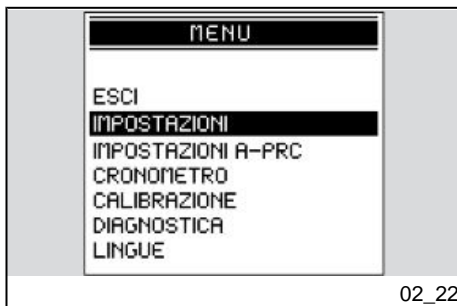 MENU
ESCI
IMPOSTAZIONI
IMPOSTAZIONI A-PRC
CRONOMETRO
CALIBRAZIONE
DIAGNOSTICA
LINGUE
02_22